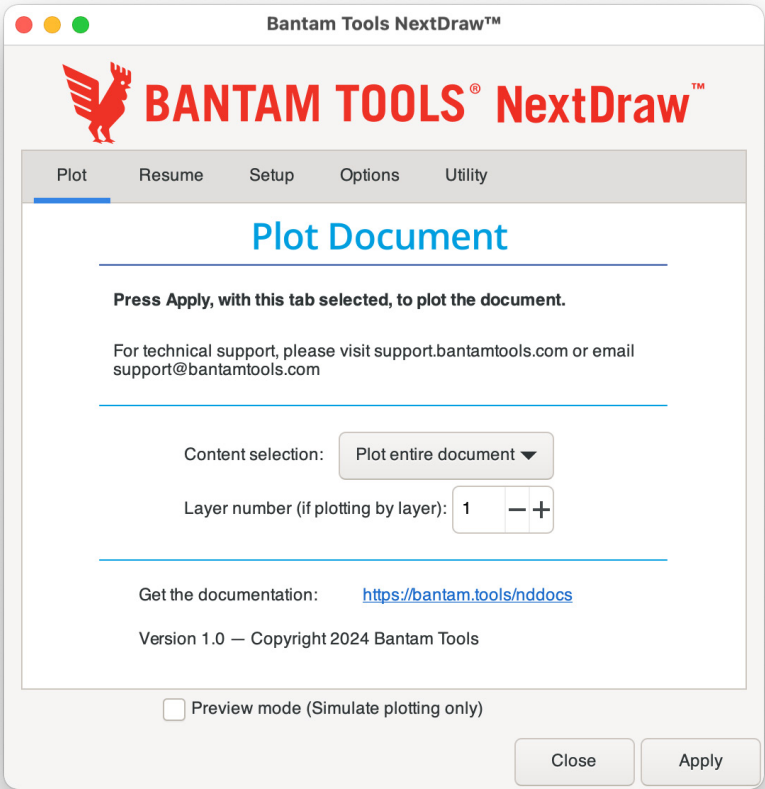 Bantam Tools NextDraw™
BANTAM TOOLS® NextDraw™
Plot Resume Setup Options Utility
Plot Document
Press Apply, with this tab selected, to plot the document.
For technical support, please visit support.bantamtools.com or email
support@bantamtools.com
Content selection: Plot entire document
Layer number (if plotting by layer): 1
Get the documentation: https://bantam.tools/nddocs
Version 1.0 — Copyright 2024 Bantam Tools
Preview mode (Simulate plotting only)
Close Apply